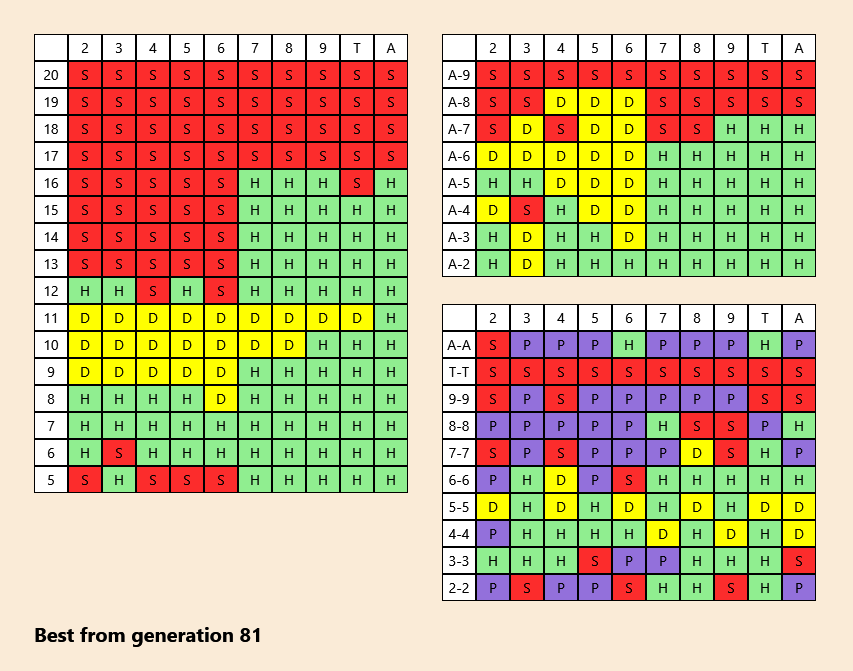 2 3 4 5 6 7 8 9 T A
20 S S S S S S S S S S
19 S S S S S S S S S S
18 S S S S S S S S S S
17 S S S S S S S S S S
16 S S S S S H H H S H
15 S S S S S H H H H H
14 S S S S S H H H H H
13 S S S S S H H H H H
12 H H S H S H H H H H
11 D D D D D D D D D H
10 D D D D D D D H H H
9 D D D D D H H H H H
8 H H H H D H H H H H
7 H H H H H H H H H H
6 H S H H H H H H H H
5 S H S S S H H H H H
2 3 4 5 6 7 8 9 T A
A-9 S S S S S S S S S S
A-8 S S D D D S S S S S
A-7 S D S D D S S H H H
A-6 D D D D D H H H H H
A-5 H H D D D H H H H H
A-4 D S H D D H H H H H
A-3 H D H H D H H H H H
A-2 H D H H H H H H H H
2 3 4 5 6 7 8 9 T A
A-A S P P P H P P P H P
T-T S S S S S S S S S S
9-9 S P S P P P P P S S
8-8 P P P P P H S S P H
7-7 S P S P P P D S H P
6-6 P H D P S H H H H H
5-5 D H D H D H D H D D
4-4 P H H H H D H D H D
3-3 H H H S P P H H H S
2-2 P S P P S H H S H P
Best from generation 81